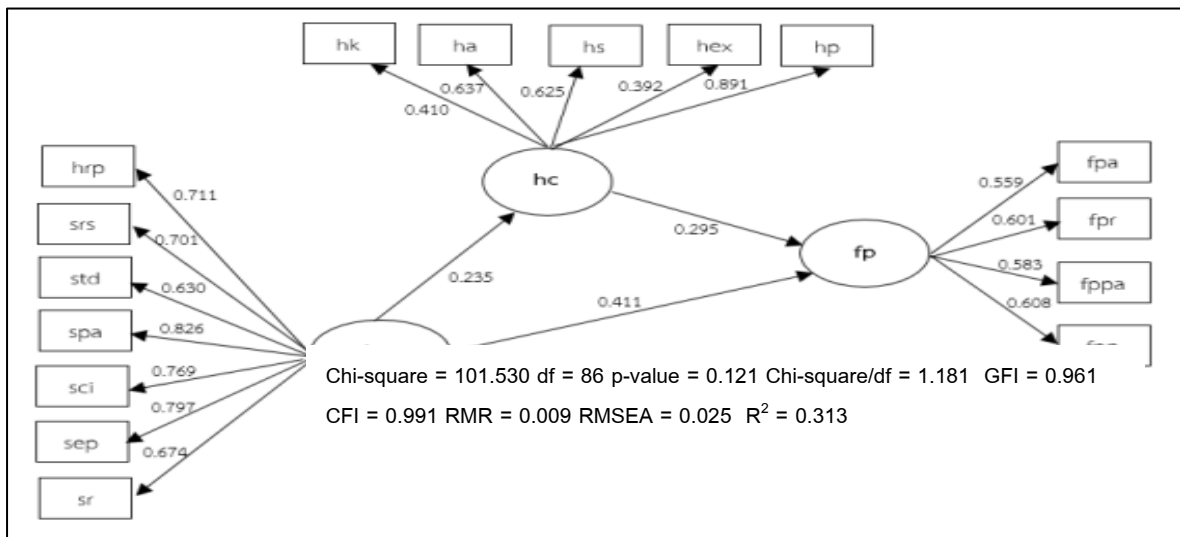 hk ha hs hex hp
0.410 0.637 0.625 0.392 0.891
hc
hrp
srs
std
spa
sci
sep
sr
0.711
0.701
0.630
0.826
0.769
0.797
0.674
0.235
0.295
0.411
fp
fpa
fpr
fppa
0.559
0.601
0.583
0.608
Chi-square = 101.530 df = 86 p-value = 0.121 Chi-square/df = 1.181 GFI = 0.961
CFI = 0.991 RMR = 0.009 RMSEA = 0.025 R² = 0.313